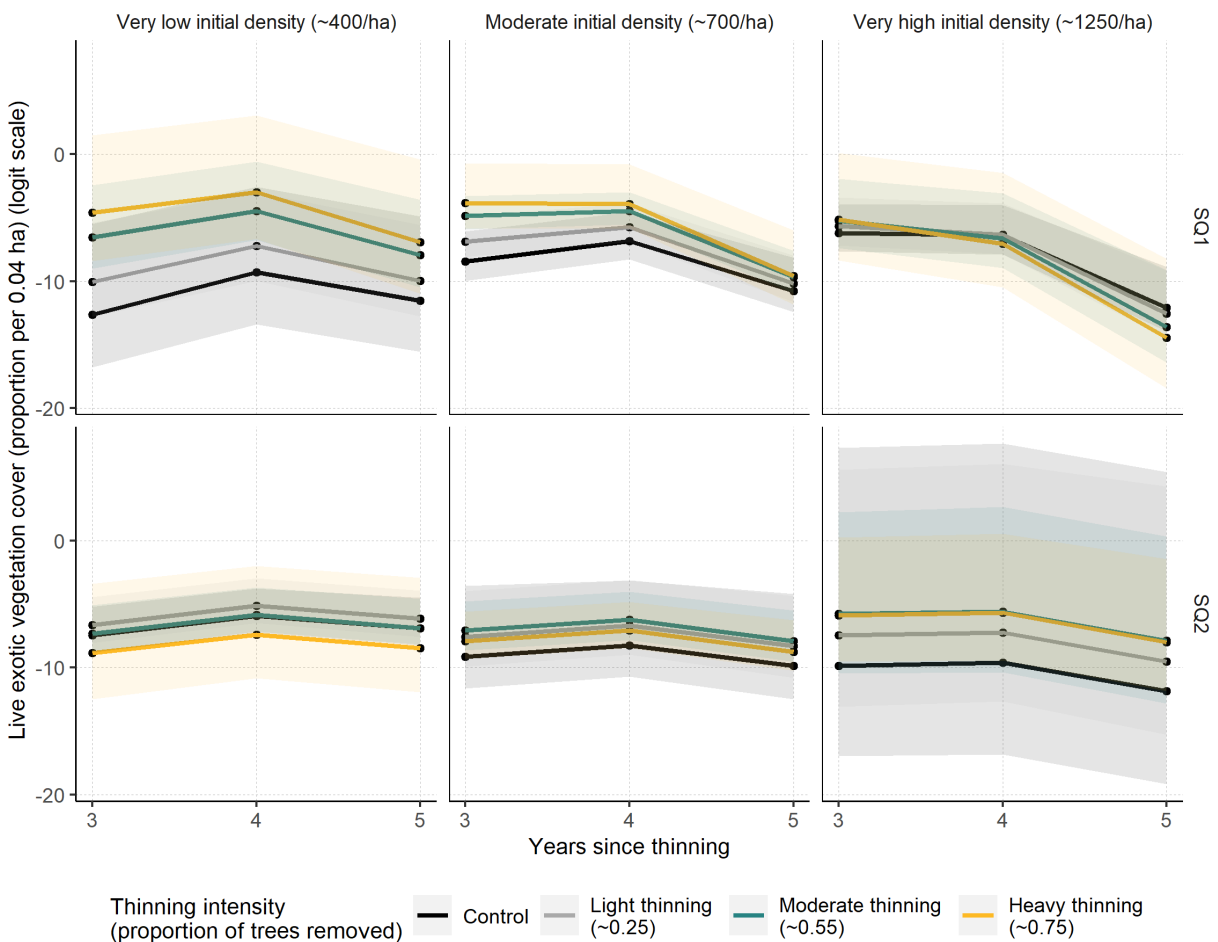 Very low initial density (~400/ha)
Moderate initial density (~700/ha)
Very high initial density (~1250/ha)
Live exotic vegetation cover (proportion per 0.04 ha) (logit scale)
0
-10
-20
SQ1
0
-10
-20
SQ2
3
4
5
3
4
5
3
4
5
Years since thinning
Thinning intensity
(proportion of trees removed)
Control
Light thinning
(~0.25)
Moderate thinning
(~0.55)
Heavy thinning
(~0.75)